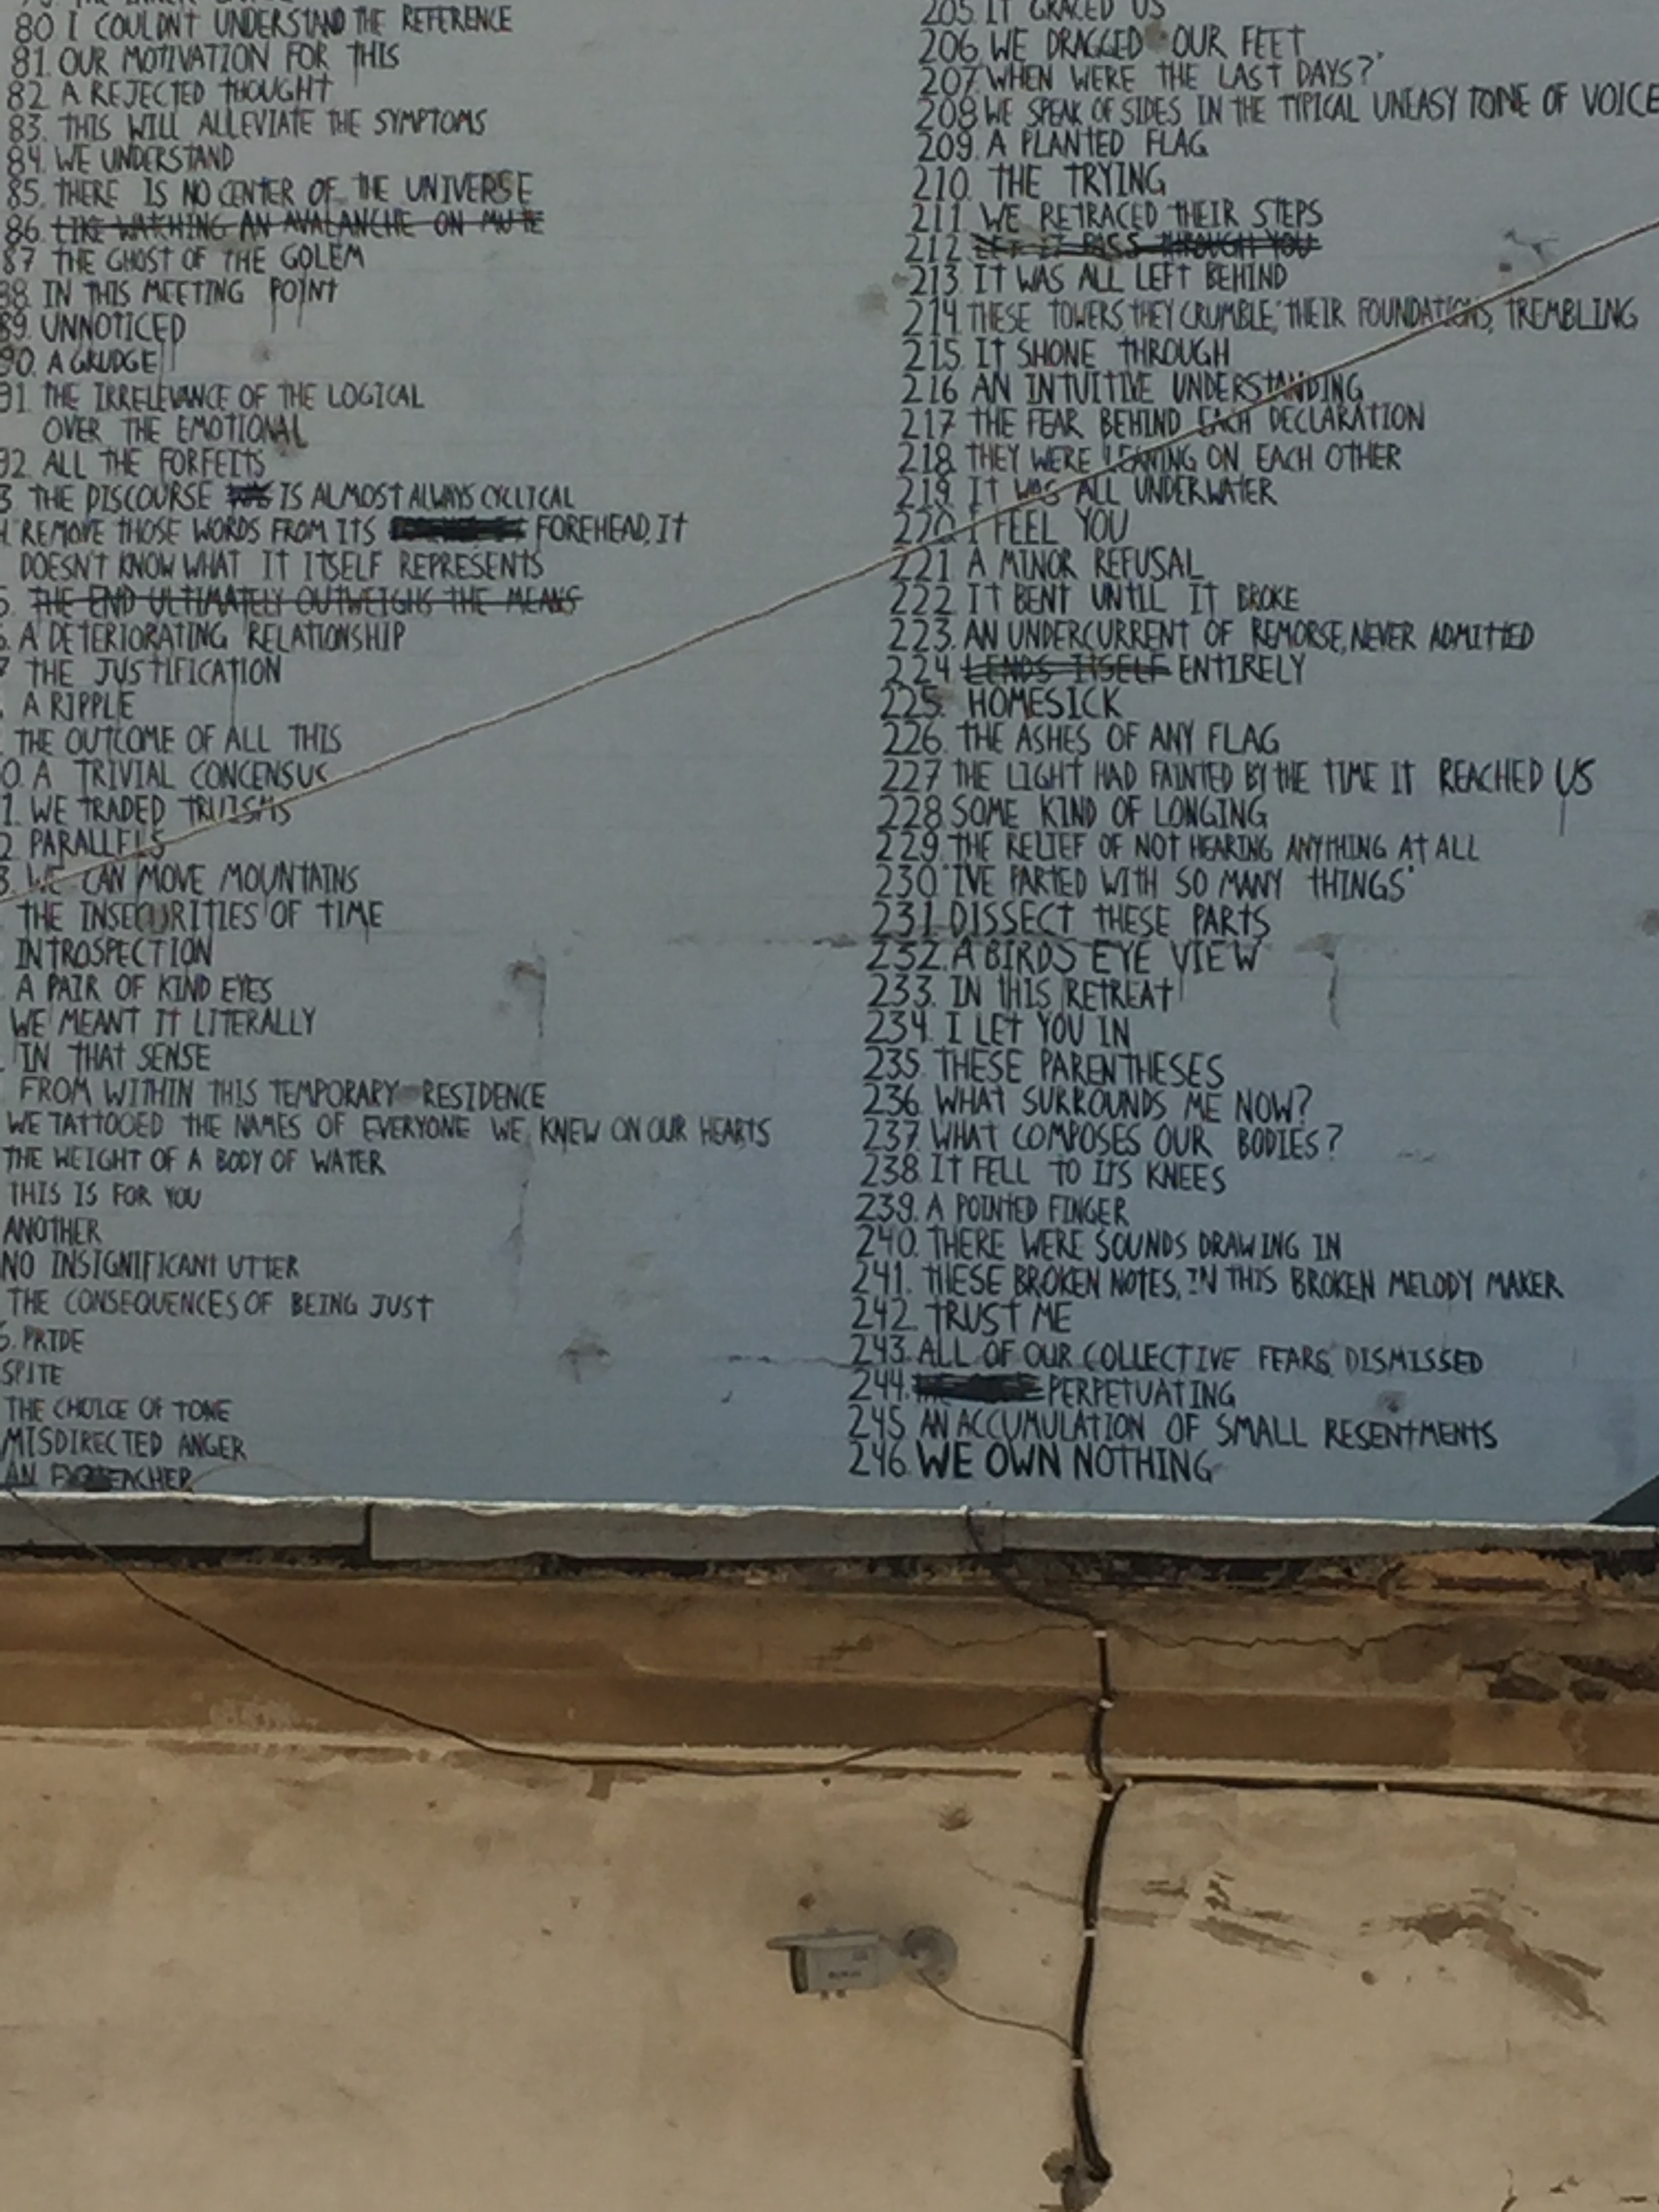 80 I COULDN'T UNDERSTAND THE REFERENCE
81. OUR MOTIVATION FOR THIS
82 A REJECTED THOUGHT
83. THIS WILL ALLEVIATE THE SYMPTOMS
84. WE UNDERSTAND
85. THERE IS NO CENTER OF THE UNIVERSE
86. LIKE WATCHING AN AVALANCHE ON MUTE
87 THE GHOST OF THE GOLEM
88. IN THIS MEETING POINT
89. UNNOTICED
90. A GRUDGE
91 THE IRRELEVANCE OF THE LOGICAL
OVER THE EMOTIONAL
92. ALL THE FORFEITS
3 THE DISCOURSE IS ALMOST ALWAYS CYCLICAL
4. REMOVE THOSE WORDS FROM ITS FOREHEAD, IT
DOESN'T KNOW WHAT IT ITSELF REPRESENTS
5. THE END ULTIMATELY OUTWEIGHS THE MEANS
6. A DETERIORATING RELATIONSHIP
7 THE JUSTIFICATION
. A RIPPLE
THE OUTCOME OF ALL THIS
0. A TRIVIAL CONCENSUS
1. WE TRADED TRUISMS
2 PARALLELS
3. WE CAN MOVE MOUNTAINS
THE INSECURITIES OF TIME
INTROSPECTION
A PAIR OF KIND EYES
WE MEANT IT LITERALLY
IN THAT SENSE
FROM WITHIN THIS TEMPORARY RESIDENCE
WE TATTOOED THE NAMES OF EVERYONE WE KNEW ON OUR HEARTS
THE WEIGHT OF A BODY OF WATER
THIS IS FOR YOU
ANOTHER
NO INSIGNIFICANT UTTER
THE CONSEQUENCES OF BEING JUST
6. PRIDE
SPITE
THE CHOICE OF TONE
MISDIRECTED ANGER
AN
205. IT GRACED US
206. WE DRAGGED OUR FEET
207 "WHEN WERE THE LAST DAYS?"
208 WE SPEAK OF SIDES IN THE TYPICAL UNEASY TONE OF VOICE
209. A PLANTED FLAG
210. THE TRYING
211. WE RETRACED THEIR STEPS
212 LET IT PASS THROUGH YOU
213. IT WAS ALL LEFT BEHIND
214 THESE TOWERS THEY CRUMBLE, THEIR FOUNDATIONS, TREMBLING
215. IT SHONE THROUGH
216 AN INTUITIVE UNDERSTANDING
217 THE FEAR BEHIND EACH DECLARATION
218. THEY WERE LEANING ON EACH OTHER
219. IT WAS ALL UNDERWATER
220. I FEEL YOU
221 A MINOR REFUSAL
222 IT BENT UNTIL IT BROKE
223. AN UNDERCURRENT OF REMORSE, NEVER ADMITTED
224 LENDS ITSELF ENTIRELY
225. HOMESICK
226. THE ASHES OF ANY FLAG
227 THE LIGHT HAD FAINTED BY THE TIME IT REACHED US
228 SOME KIND OF LONGING
229. THE RELIEF OF NOT HEARING ANYTHING AT ALL
230 "I'VE PARTED WITH SO MANY THINGS"
231. DISSECT THESE PARTS
232. A BIRDS EYE VIEW
233. IN THIS RETREAT
234. I LET YOU IN
235. THESE PARENTHESES
236. WHAT SURROUNDS ME NOW?
237. WHAT COMPOSES OUR BODIES?
238. IT FELL TO ITS KNEES
239. A POINTED FINGER
240. THERE WERE SOUNDS DRAWING IN
241. THESE BROKEN NOTES, IN THIS BROKEN MELODY MAKER
242. TRUST ME
243. ALL OF OUR COLLECTIVE FEARS, DISMISSED
244. PERPETUATING
245 AN ACCUMULATION OF SMALL RESENTMENTS
246. WE OWN NOTHING